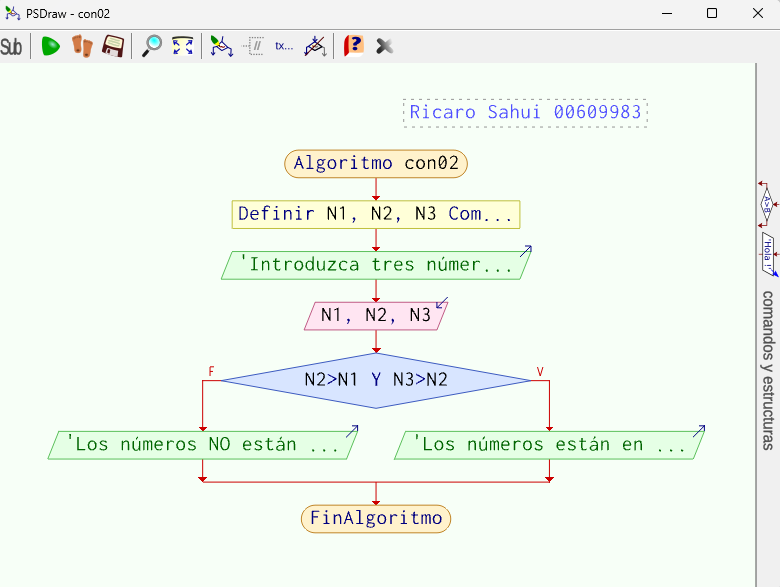 PSDraw - con02
Sub
tx...
?
Ricaro Sahui 00609983
Algoritmo con02
Definir N1, N2, N3 Com...
'Introduzca tres númer...
N1, N2, N3
N2>N1 Y N3>N2
F
V
'Los números NO están ...
'Los números están en ...
FinAlgoritmo
A>B
'Hola !'
comandos y estructuras